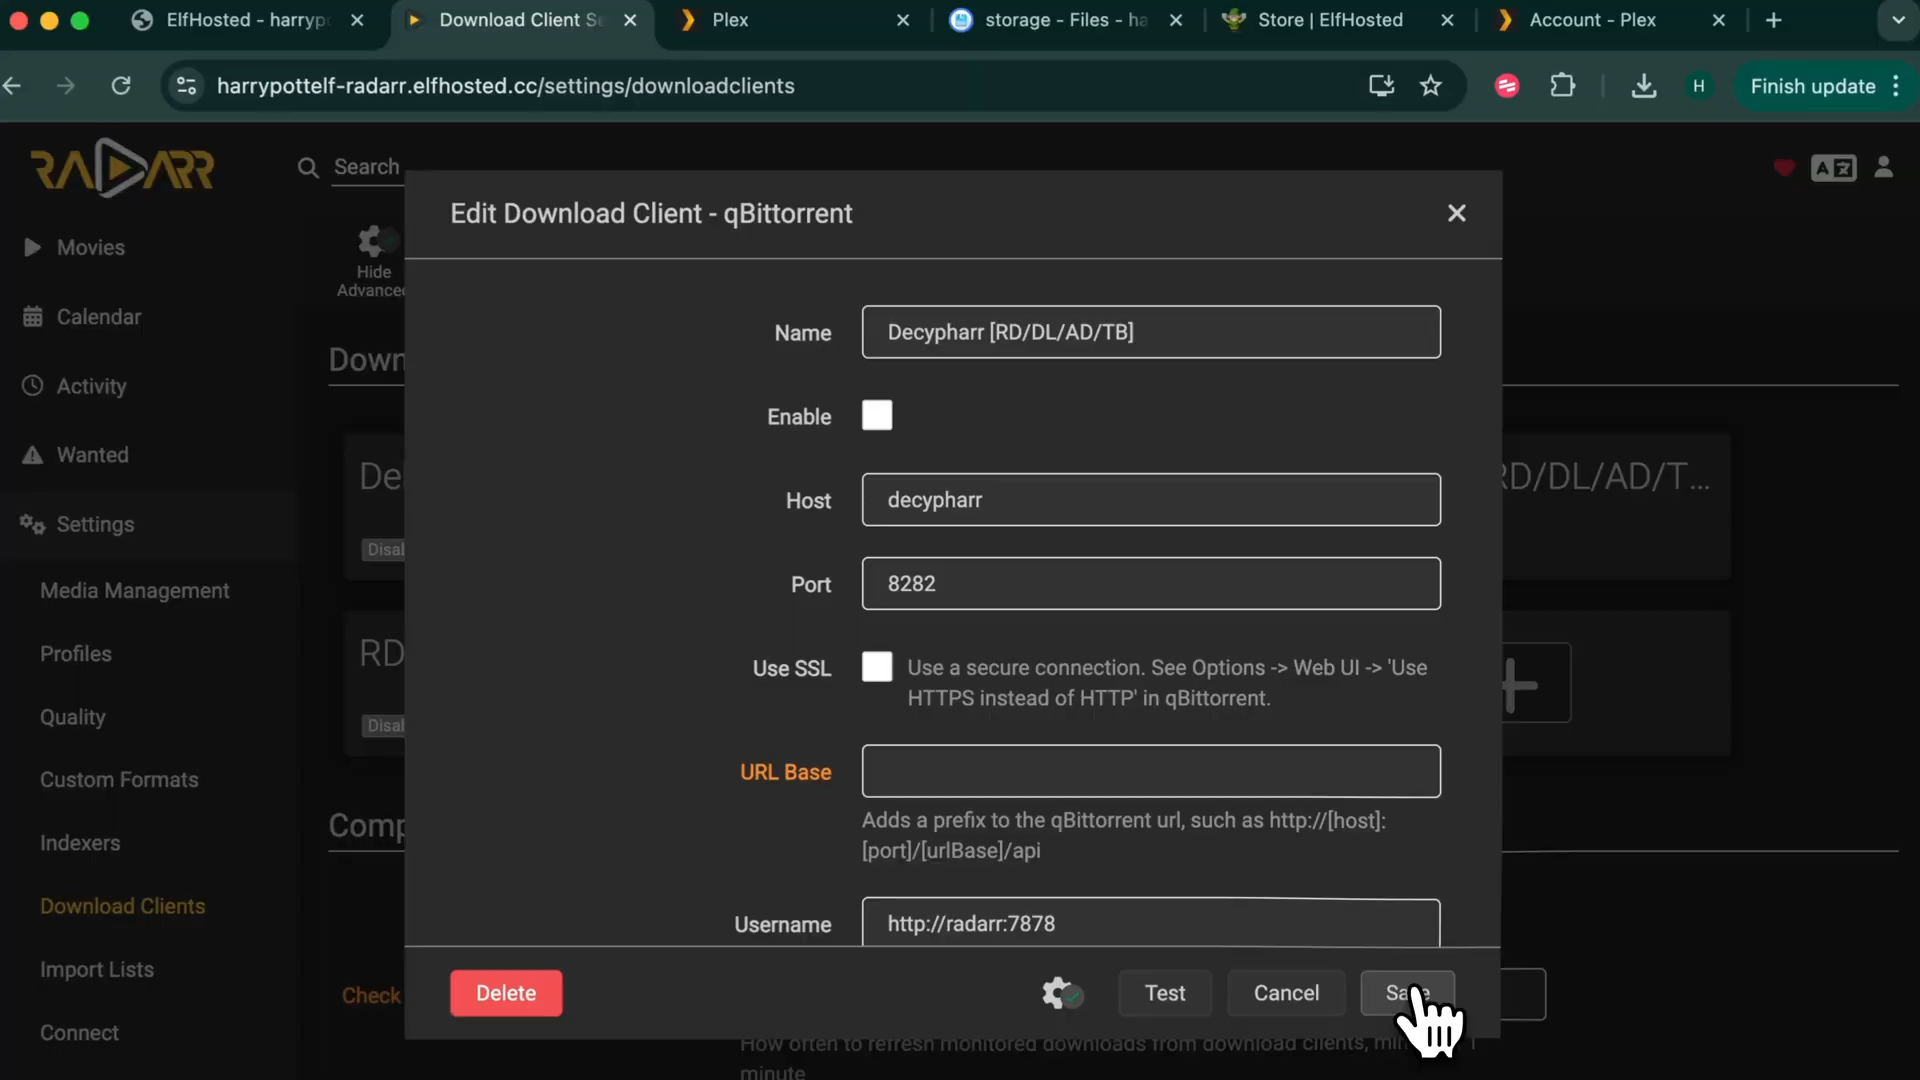 ElfHosted - harryp
Download Client S
Plex
storage - Files - ha
Store | ElfHosted
Account - Plex
harrypottelf-radarr.elfhosted.cc/settings/downloadclients
H
Finish update
RADARR
Search
Edit Download Client - qBittorrent
Movies
Hide
Advanced
Calendar
Name
Decypharr [RD/DL/AD/TB]
Down
Activity
Enable
Wanted
De
RD/DL/AD/T...
Host
decypharr
Settings
Disal
Port
8282
Media Management
Profiles
RD
Use SSL
Use a secure connection. See Options -> Web UI -> 'Use
HTTPS instead of HTTP' in qBittorrent.
Quality
Disal
URL Base
Custom Formats
Comp
Adds a prefix to the qBittorrent url, such as http://[host]:
[port]/[urlBase]/api
Indexers
Download Clients
Username
http://radarr:7878
Import Lists
Check
Delete
Test
Cancel
Save
Connect
How often to refresh monitored downloads from download clients, min 1
minute